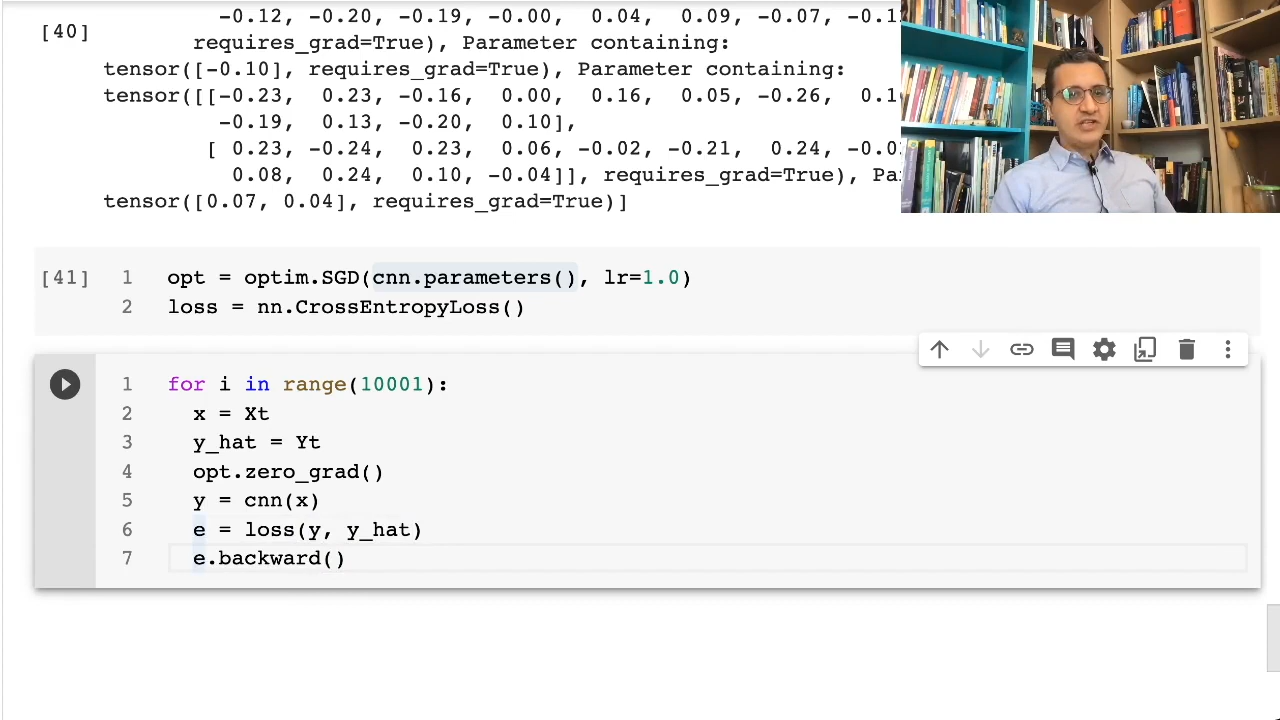 -0.12, -0.20, -0.19, -0.00, 0.04, 0.09, -0.07,
[40]
requires_grad=True), Parameter containing:
tensor([-0.10], requires_grad=True), Parameter containing:
tensor([[-0.23, 0.23, -0.16, 0.00, 0.16, 0.05, -0.26,
-0.19, 0.13, -0.20, 0.10],
[ 0.23, -0.24, 0.23, 0.06, -0.02, -0.21, 0.24,
0.08, 0.24, 0.10, -0.04]], requires_grad=True),
tensor([0.07, 0.04], requires_grad=True)]
[41] 1 opt = optim.SGD(cnn.parameters(), lr=1.0)
2 loss = nn.CrossEntropyLoss()
1 for i in range(10001):
2 x = Xt
3 y_hat = Yt
4 opt.zero_grad()
5 y = cnn(x)
6 e = loss(y, y_hat)
7 e.backward()